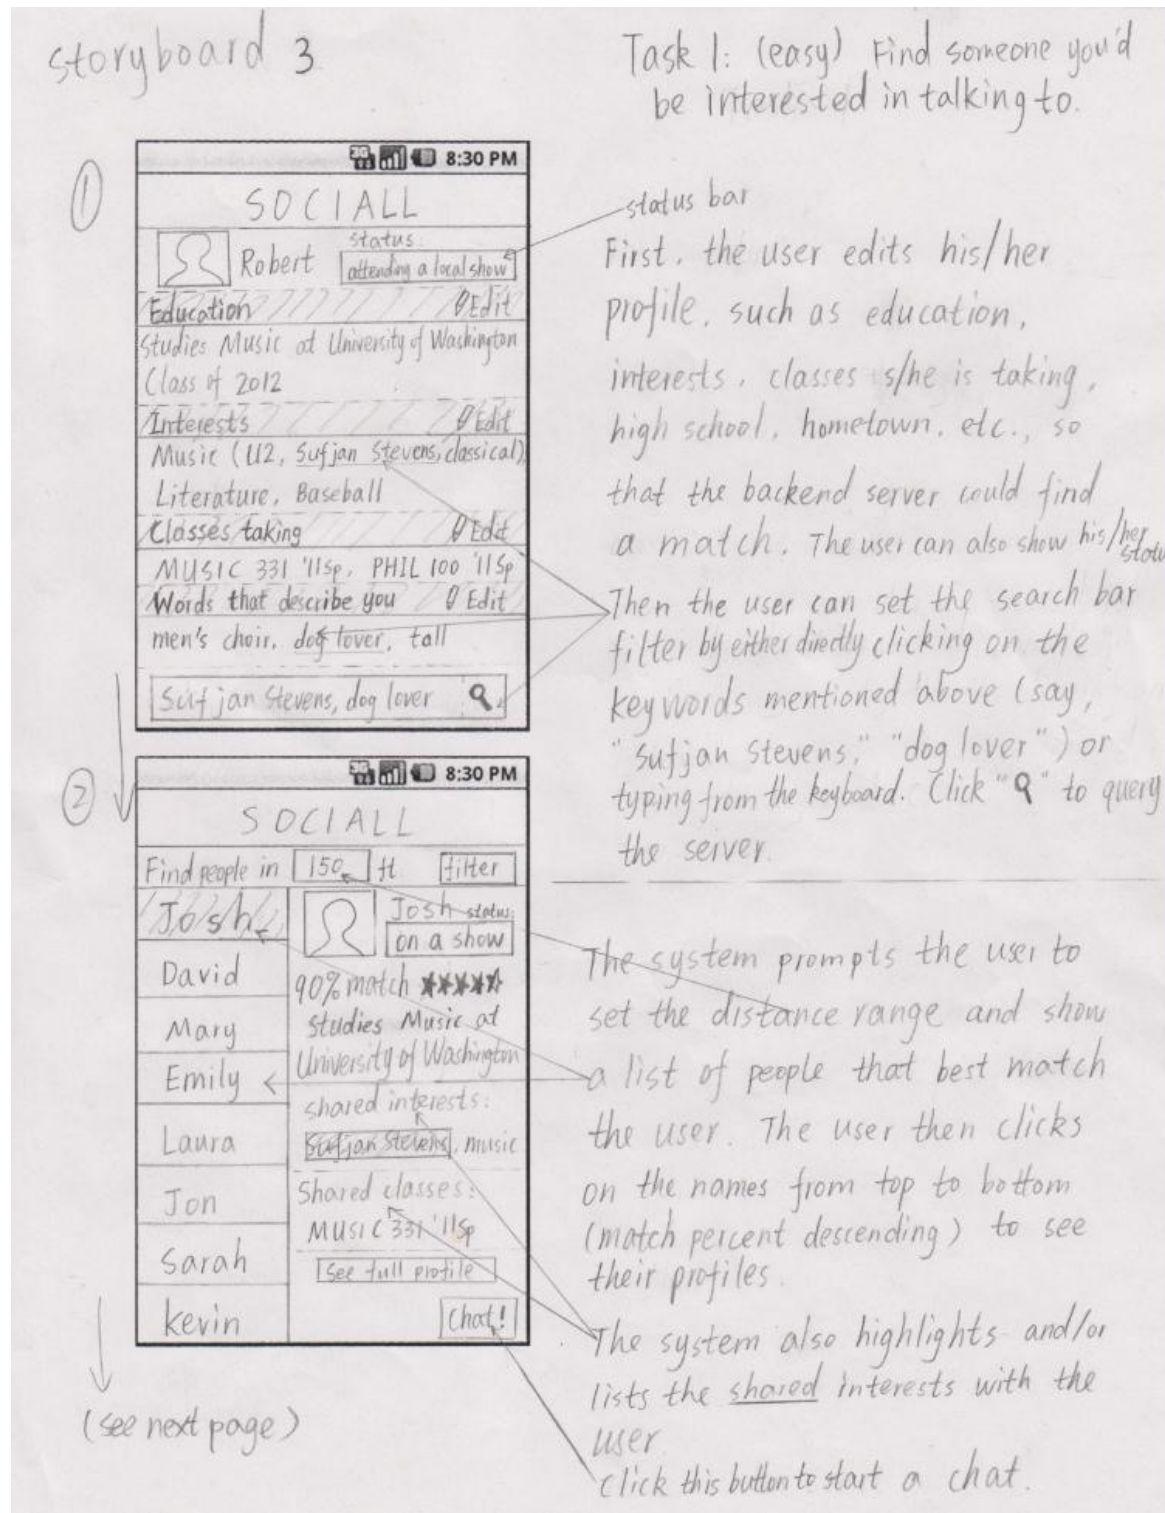 storyboard 3
Task 1: (easy) Find someone you'd
be interested in talking to.
1
8:30 PM
SOCIALL
Robert
status:
attending a local show
Education Edit
Studies Music at University of Washington
Class of 2012
Interests Edit
Music (U2, Sufjan Stevens, classical),
Literature, Baseball
Classes taking Edit
MUSIC 331 '11Sp, PHIL 100 '11Sp
Words that describe you Edit
men's choir, dog lover, tall
Sufjan Stevens, dog lover
status bar
First, the user edits his/her
profile, such as education,
interests, classes s/he is taking,
high school, hometown, etc., so
that the backend server could find
a match. The user can also show his/her
status
Then the user can set the search bar
filter by either directly clicking on the
keywords mentioned above (say,
"Sufjan Stevens," "dog lover") or
typing from the keyboard. Click "🔍" to query
the server.
2
8:30 PM
SOCIALL
Find people in 150 ft filter
Josh
David
Mary
Emily
Laura
Jon
Sarah
kevin
Josh status:
on a show
90% match
studies Music at
University of Washington
shared interests:
Sufjan Stevens, music
Shared classes:
MUSIC 331 '11Sp
See full profile
Chat!
The system prompts the user to
set the distance range and show
a list of people that best match
the user. The user then clicks
on the names from top to bottom
(match percent descending) to see
their profiles.
The system also highlights and/or
lists the shared interests with the
user
click this button to start a chat.
(see next page)